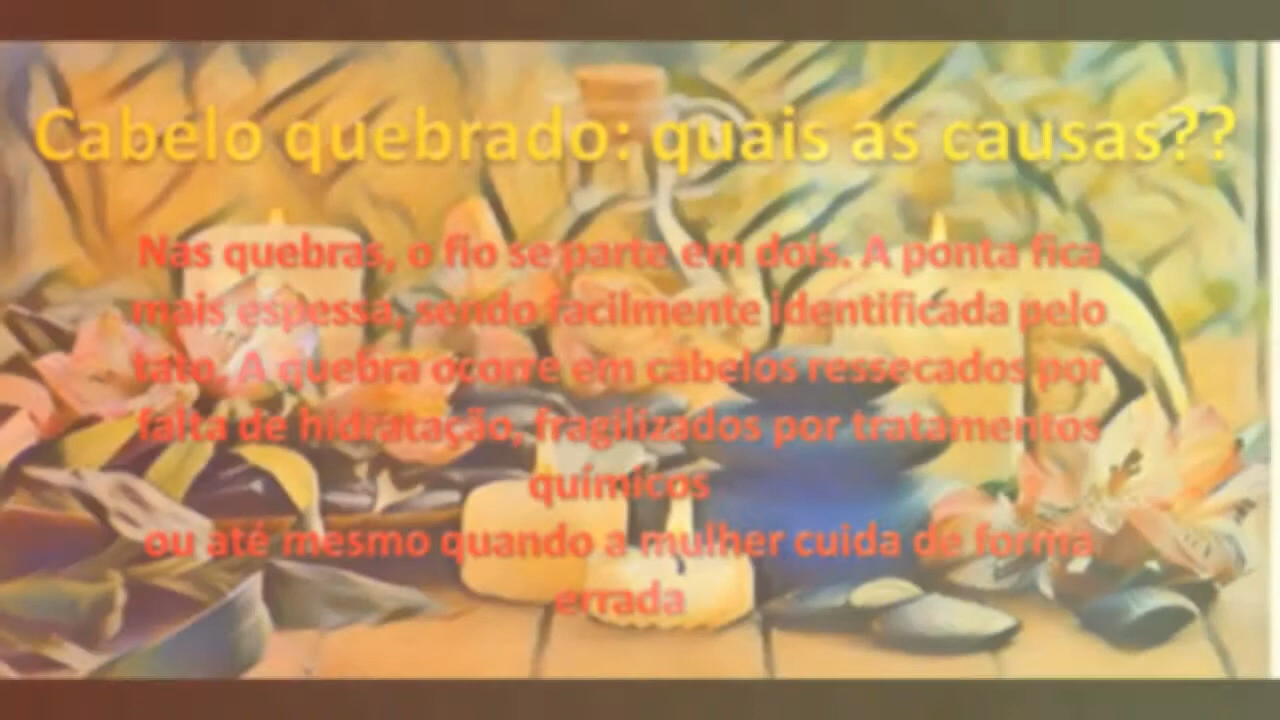 Cabelo quebrado: quais as causas??
Nas quebras, o fio se parte em dois. A ponta fica
mais espessa, sendo facilmente identificada pelo
tato. A quebra ocorre em cabelos ressecados por
falta de hidratação, fragilizados por tratamentos
químicos
ou até mesmo quando a mulher cuida de forma
errada